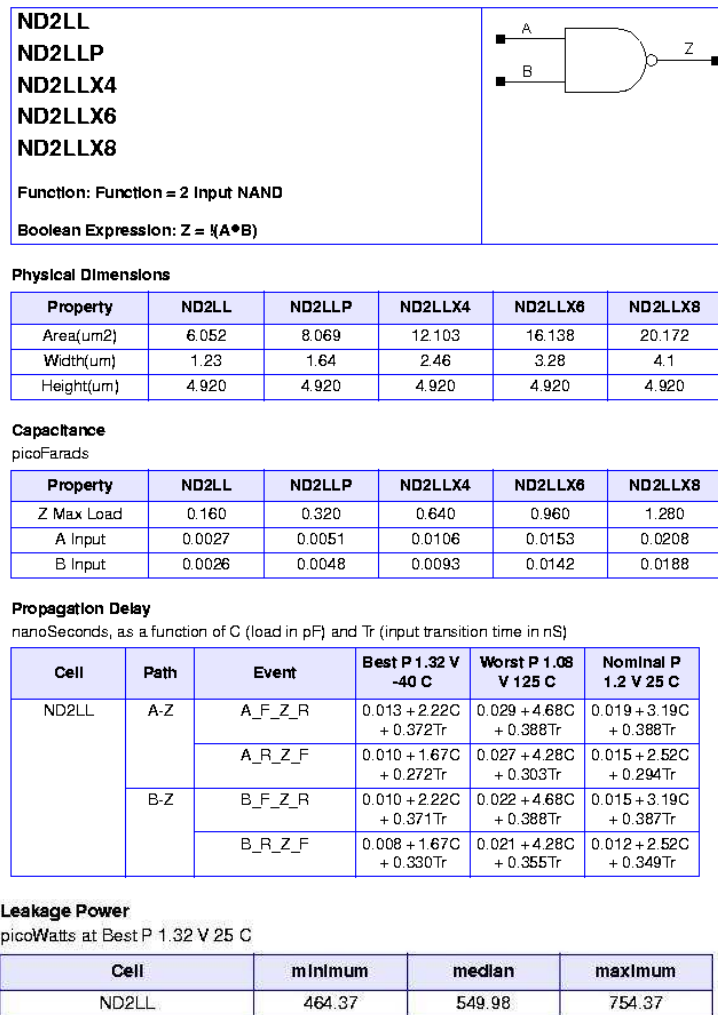 ND2LL
ND2LLP
ND2LLX4
ND2LLX6
ND2LLX8
Function: Function = 2 Input NAND
Boolean Expression: Z = !(A•B)
A
B
Z
Physical Dimensions
Property ND2LL ND2LLP ND2LLX4 ND2LLX6 ND2LLX8
Area(um2) 6.052 8.069 12.103 16.138 20.172
Width(um) 1.23 1.64 2.46 3.28 4.1
Height(um) 4.920 4.920 4.920 4.920 4.920
Capacitance
picoFarads
Property ND2LL ND2LLP ND2LLX4 ND2LLX6 ND2LLX8
Z Max Load 0.160 0.320 0.640 0.960 1.280
A Input 0.0027 0.0051 0.0106 0.0153 0.0208
B Input 0.0026 0.0048 0.0093 0.0142 0.0188
Propagation Delay
nanoSeconds, as a function of C (load in pF) and Tr (input transition time in nS)
Cell Path Event Best P 1.32 V -40 C Worst P 1.08 V 125 C Nominal P 1.2 V 25 C
ND2LL A-Z A_F_Z_R 0.013 + 2.22C + 0.372Tr 0.029 + 4.68C + 0.388Tr 0.019 + 3.19C + 0.388Tr
A_R_Z_F 0.010 + 1.67C + 0.272Tr 0.027 + 4.28C + 0.303Tr 0.015 + 2.52C + 0.294Tr
B-Z B_F_Z_R 0.010 + 2.22C + 0.371Tr 0.022 + 4.68C + 0.388Tr 0.015 + 3.19C + 0.387Tr
B_R_Z_F 0.008 + 1.67C + 0.330Tr 0.021 + 4.28C + 0.355Tr 0.012 + 2.52C + 0.349Tr
Leakage Power
picoWatts at Best P 1.32 V 25 C
Cell minimum median maximum
ND2LL 464.37 549.98 754.37